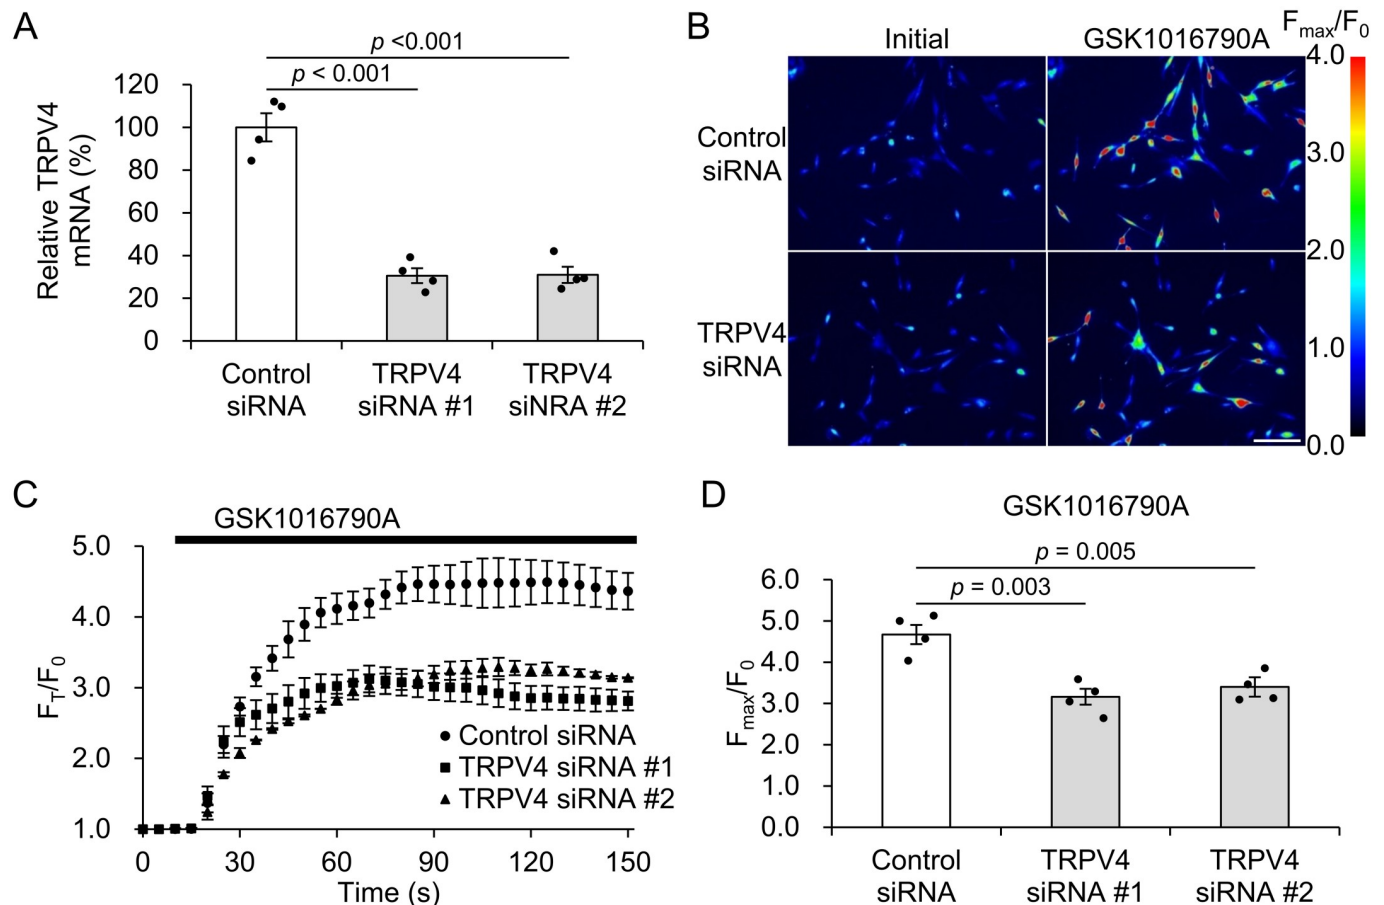 A
p <0.001
p < 0.001
Relative TRPV4
mRNA (%)
120
100
80
60
40
20
0
Control
siRNA
TRPV4
siRNA #1
TRPV4
siNRA #2
B
Initial
GSK1016790A
Fmax/F0
Control
siRNA
TRPV4
siRNA
4.0
3.0
2.0
1.0
0.0
C
GSK1016790A
FT/F0
5.0
4.0
3.0
2.0
1.0
Control siRNA
TRPV4 siRNA #1
TRPV4 siRNA #2
0
30
60
90
120
150
Time (s)
D
GSK1016790A
p = 0.005
p = 0.003
Fmax/F0
6.0
5.0
4.0
3.0
2.0
1.0
0.0
Control
siRNA
TRPV4
siRNA #1
TRPV4
siRNA #2